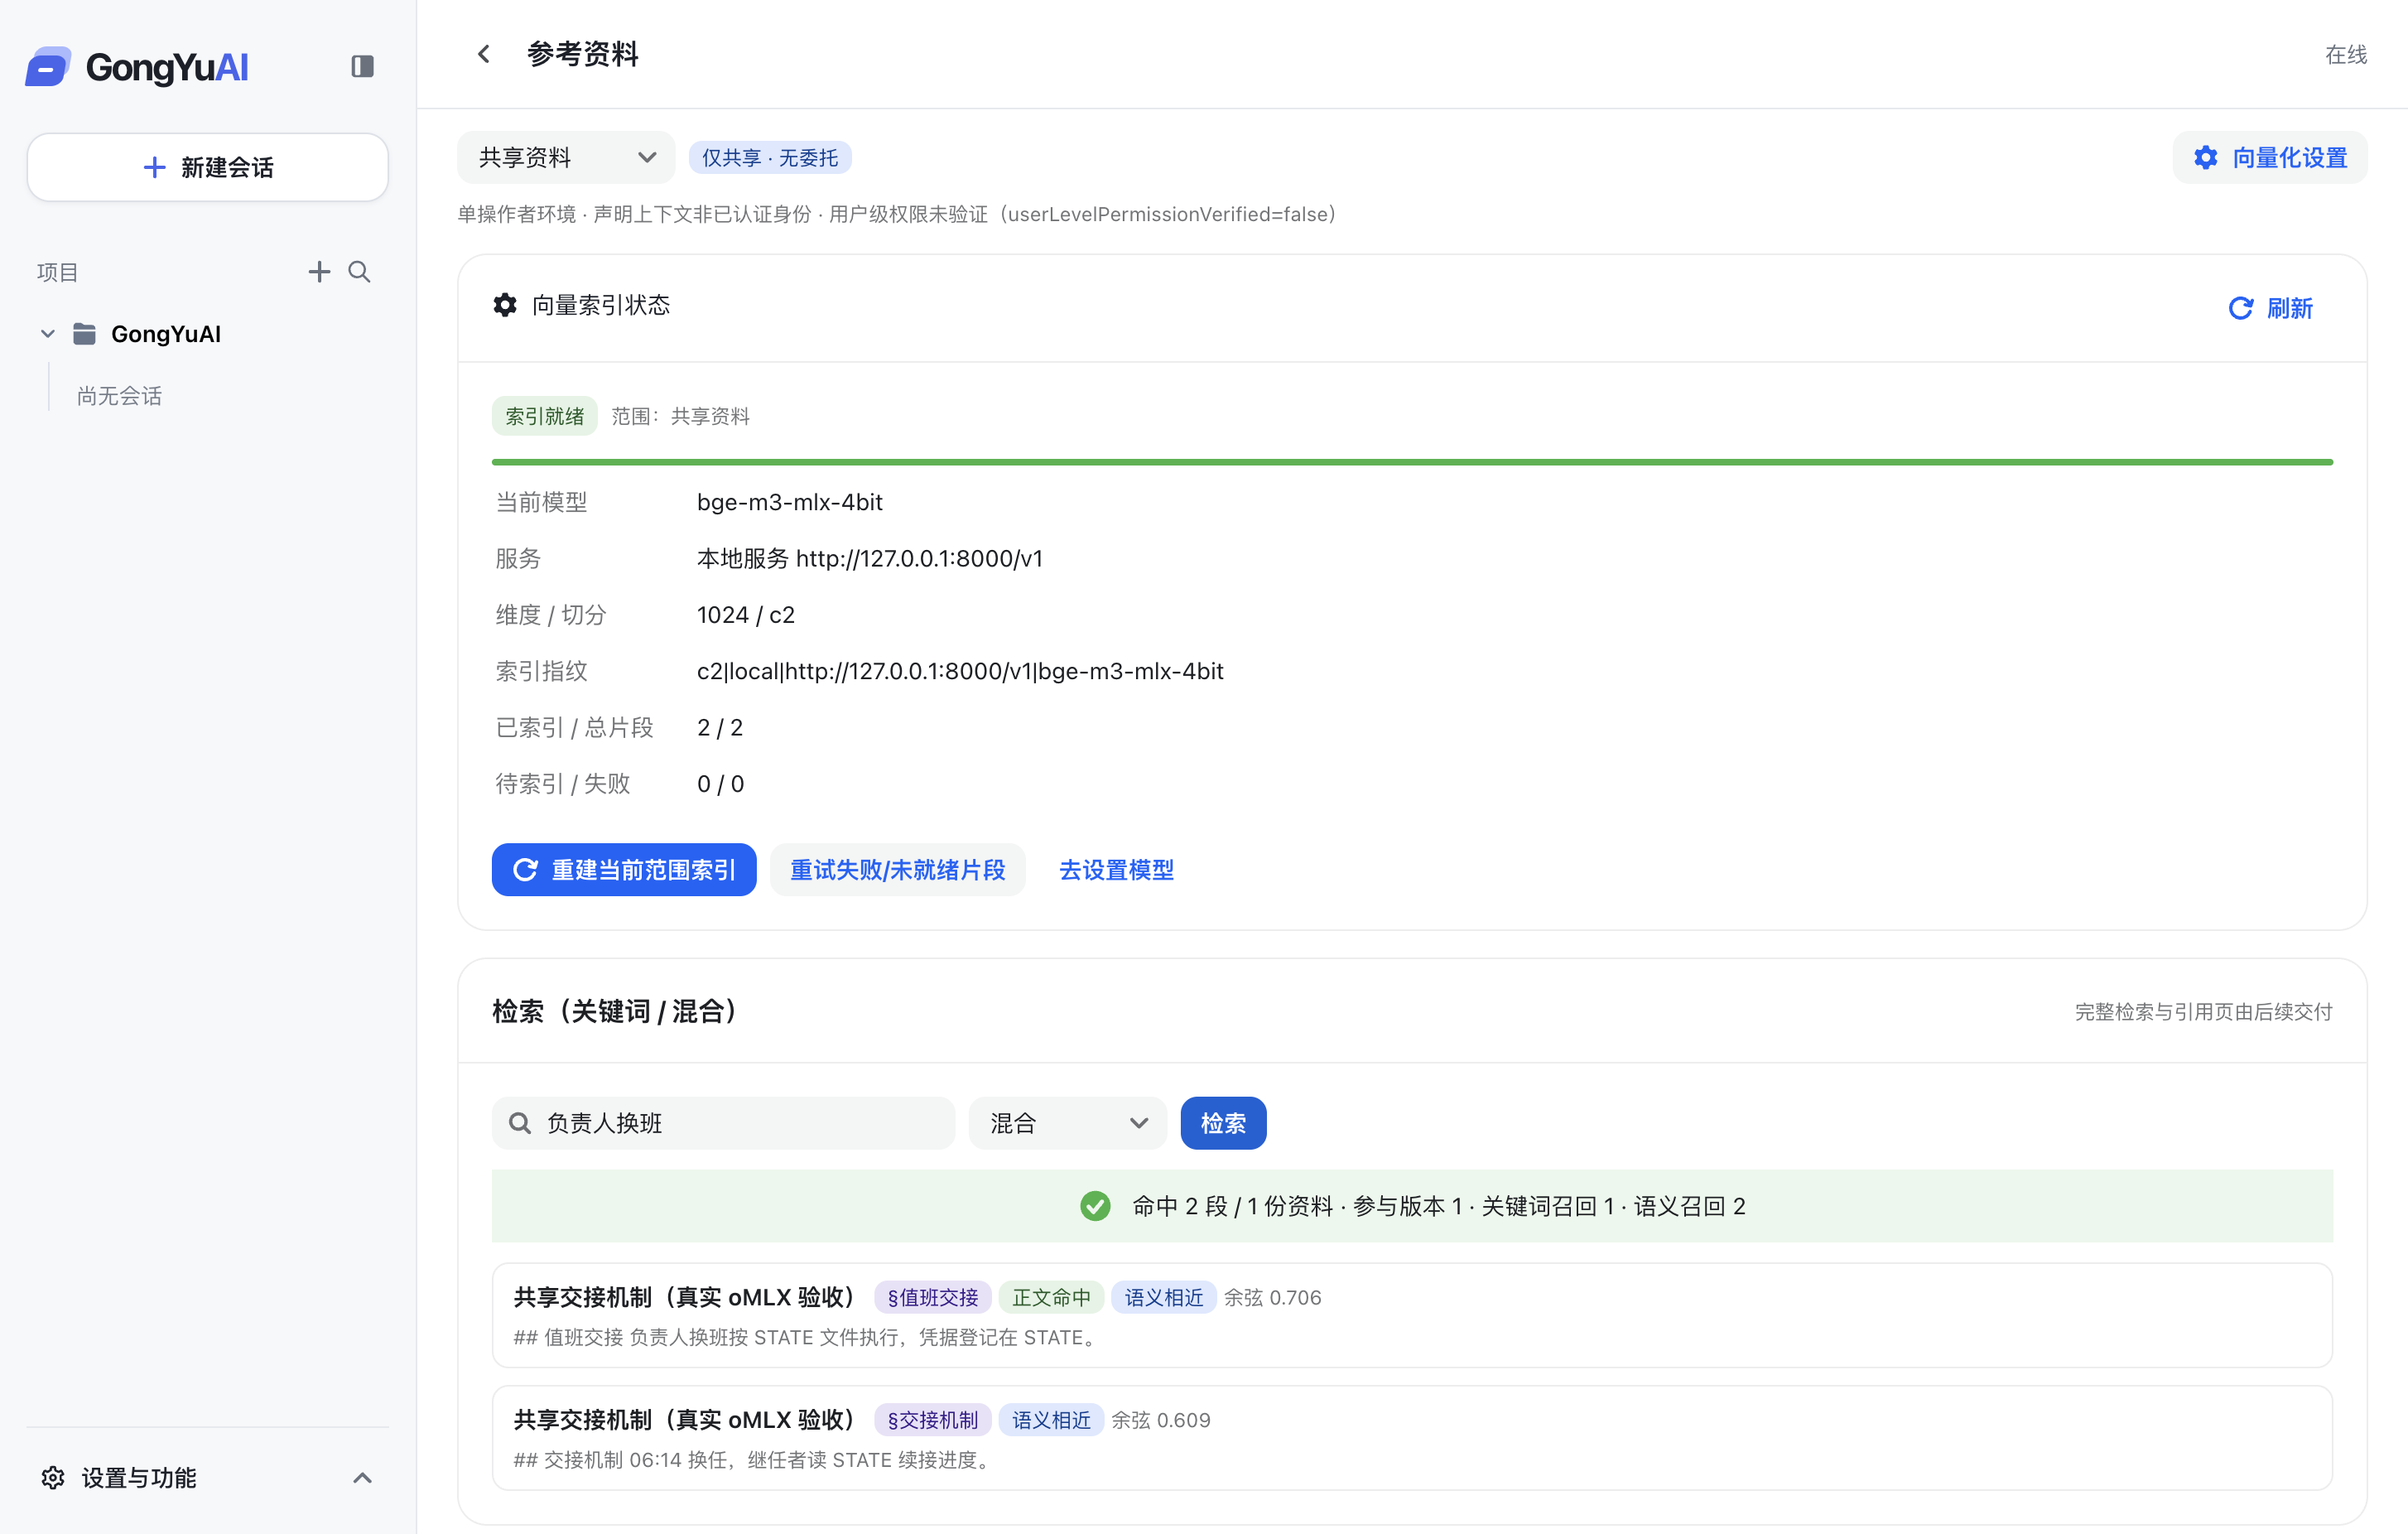 GongYuAI
新建会话
项目
GongYuAI
尚无会话
设置与功能
参考资料
在线
共享资料
仅共享 · 无委托
向量化设置
单操作者环境 · 声明上下文非已认证身份 · 用户级权限未验证（userLevelPermissionVerified=false）
向量索引状态
刷新
索引就绪 范围：共享资料
当前模型 bge-m3-mlx-4bit
服务 本地服务 http://127.0.0.1:8000/v1
维度 / 切分 1024 / c2
索引指纹 c2|local|http://127.0.0.1:8000/v1|bge-m3-mlx-4bit
已索引 / 总片段 2 / 2
待索引 / 失败 0 / 0
重建当前范围索引 重试失败/未就绪片段 去设置模型
检索（关键词 / 混合）
完整检索与引用页由后续交付
负责人换班 混合 检索
命中 2 段 / 1 份资料 · 参与版本 1 · 关键词召回 1 · 语义召回 2
共享交接机制（真实 oMLX 验收） §值班交接 正文命中 语义相近 余弦 0.706
## 值班交接 负责人换班按 STATE 文件执行，凭据登记在 STATE。
共享交接机制（真实 oMLX 验收） §交接机制 语义相近 余弦 0.609
## 交接机制 06:14 换任，继任者读 STATE 续接进度。